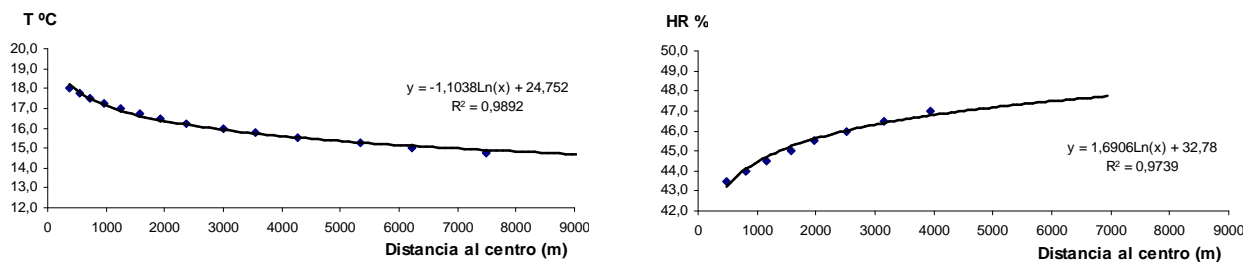 T ºC
20,0
19,0
18,0
17,0
16,0
15,0
14,0
13,0
12,0
y = -1,1038Ln(x) + 24,752
R² = 0,9892
0 1000 2000 3000 4000 5000 6000 7000 8000 9000
Distancia al centro (m)
HR %
50,0
49,0
48,0
47,0
46,0
45,0
44,0
43,0
42,0
y = 1,6906Ln(x) + 32,78
R² = 0,9739
0 1000 2000 3000 4000 5000 6000 7000 8000 9000
Distancia al centro (m)